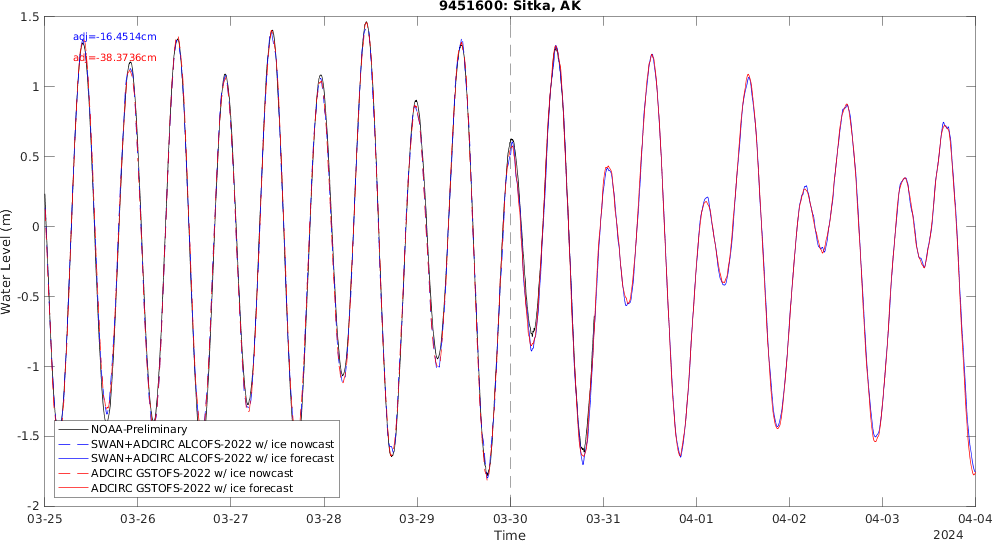 9451600: Sitka, AK
adj=-16.4514cm
adj=-38.3736cm
Water Level (m)
1.5
1
0.5
0
-0.5
-1
-1.5
-2
NOAA-Preliminary
SWAN+ADCIRC ALCOFS-2022 w/ ice nowcast
SWAN+ADCIRC ALCOFS-2022 w/ ice forecast
ADCIRC GSTOFS-2022 w/ ice nowcast
ADCIRC GSTOFS-2022 w/ ice forecast
03-25 03-26 03-27 03-28 03-29 03-30 03-31 04-01 04-02 04-03 04-04
Time
2024